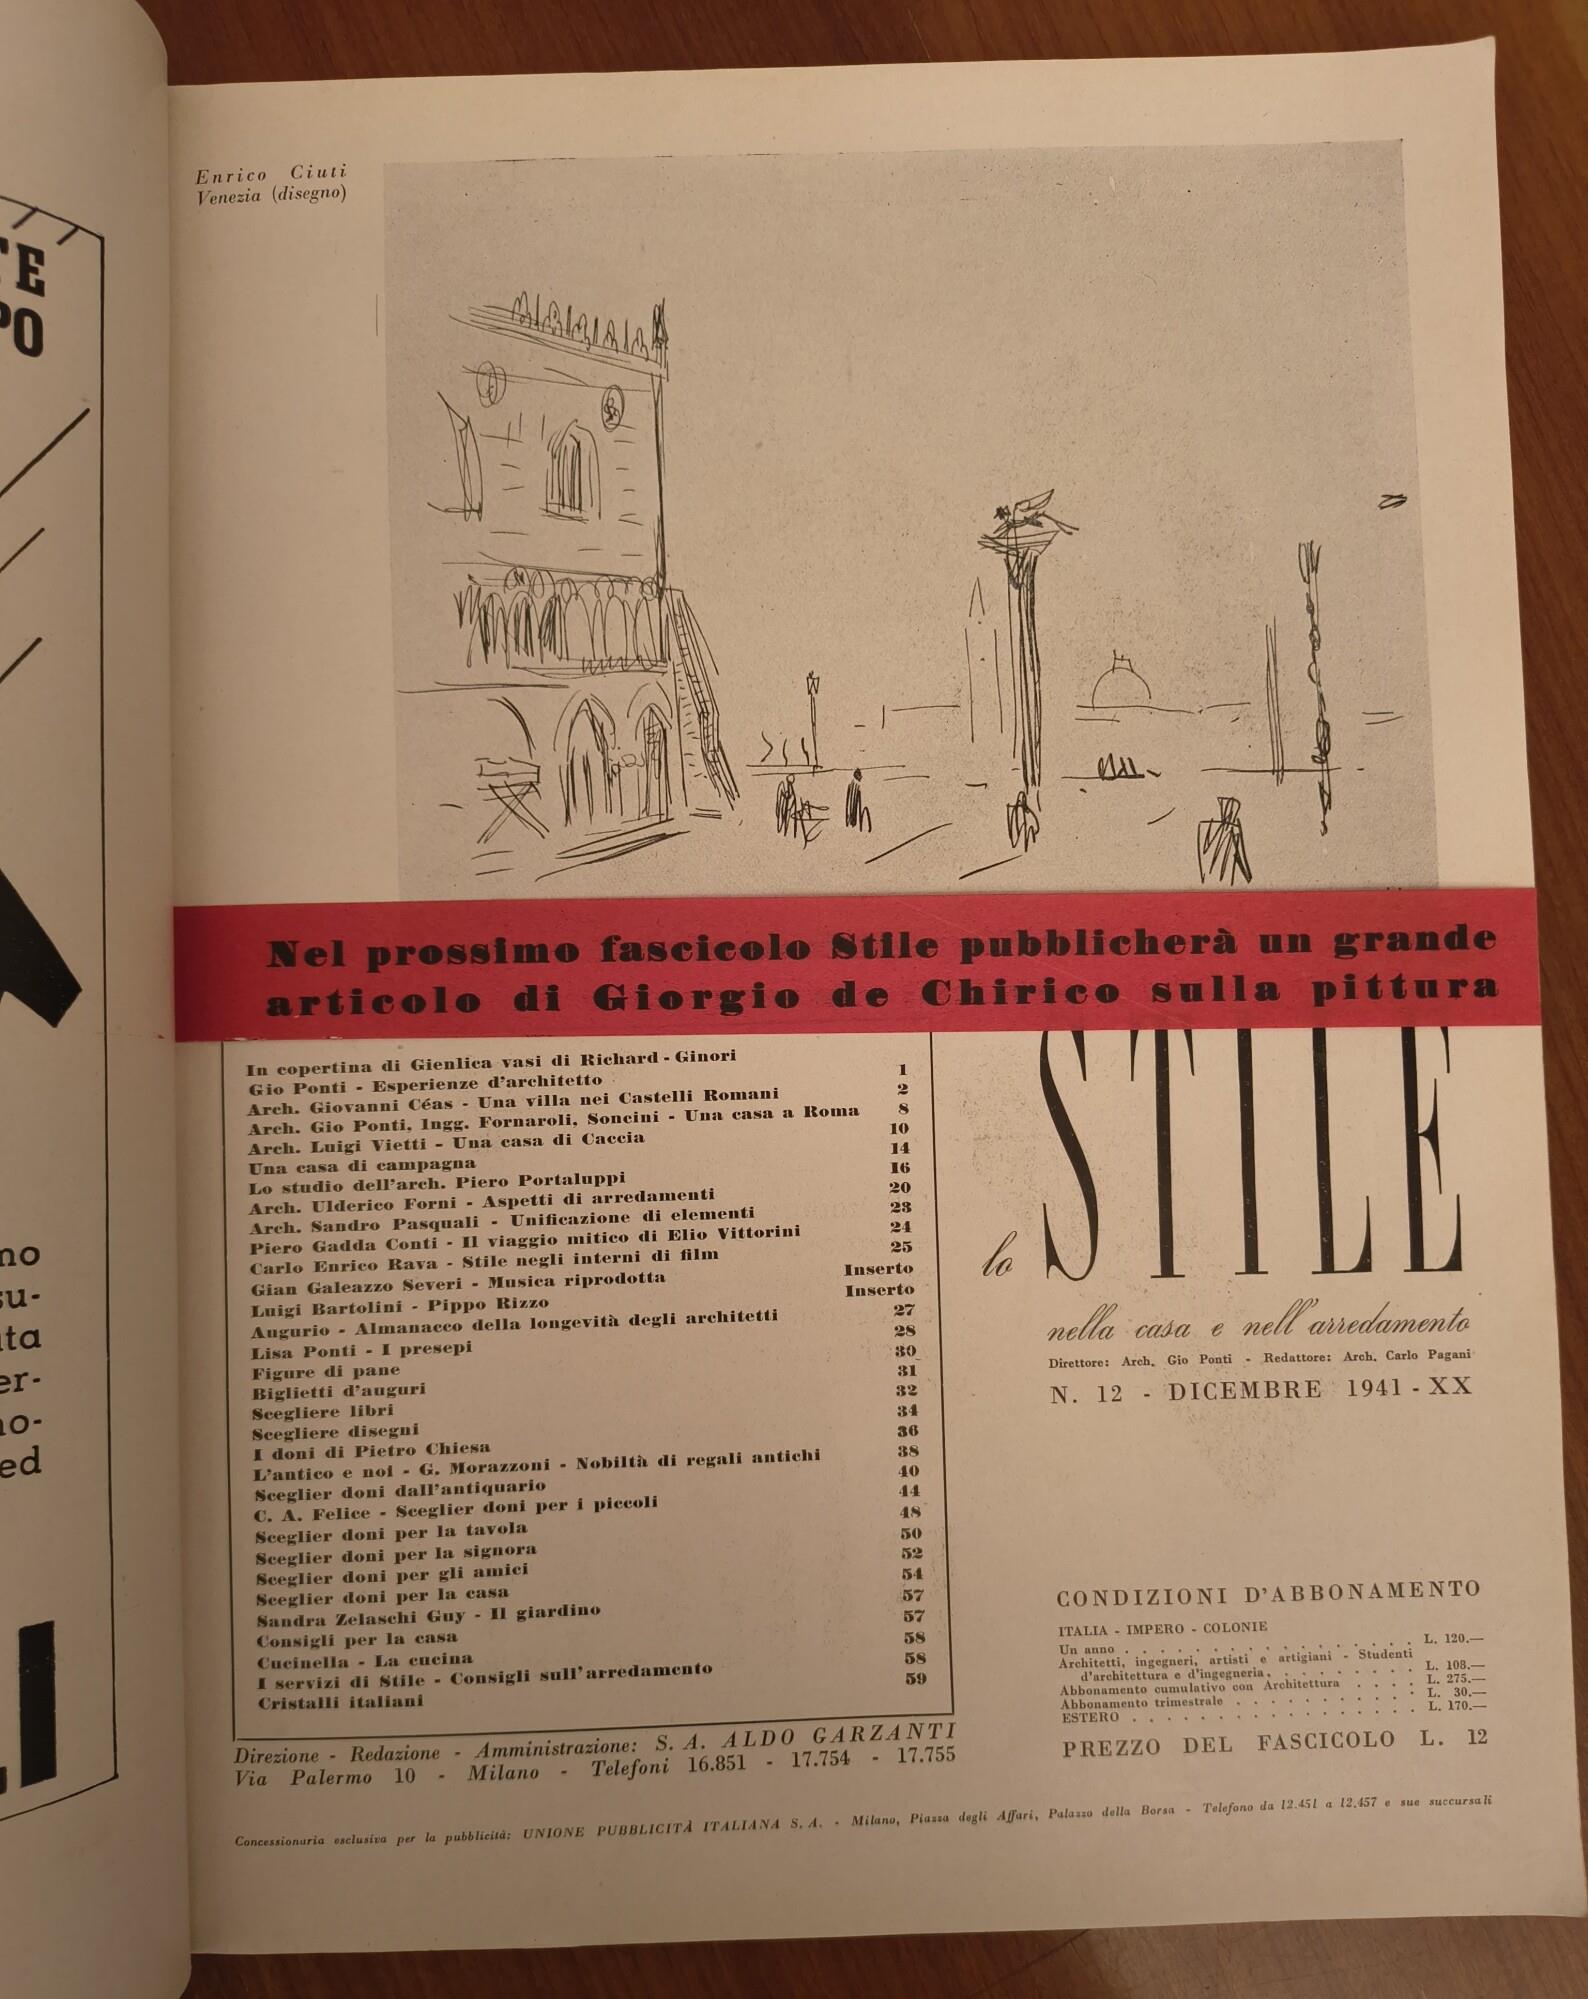 TE
PO
mo
su-
ta
er-
no-
ed
Enrico Ciuti
Venezia (disegno)
Nel prossimo fascicolo Stile pubblicherà un grande
articolo di Giorgio de Chirico sulla pittura
In copertina di Gienlica vasi di Richard-Ginori
Gio Ponti - Esperienze d'architetto 1
Arch. Giovanni Céas - Una villa nei Castelli Romani 2
Arch. Gio Ponti, Ingg. Fornaroli, Soncini - Una casa a Roma 8
Arch. Luigi Vietti - Una casa di Caccia 10
Una casa di campagna 14
Lo studio dell'arch. Piero Portaluppi 16
Arch. Ulderico Forni - Aspetti di arredamenti 20
Arch. Sandro Pasquali - Unificazione di elementi 23
Piero Gadda Conti - Il viaggio mitico di Elio Vittorini 24
Carlo Enrico Rava - Stile negli interni di film 25
Gian Galeazzo Severi - Musica riprodotta Inserto
Luigi Bartolini - Pippo Rizzo Inserto
Augurio - Almanacco della longevità degli architetti 27
Lisa Ponti - I presepi 28
Figure di pane 30
Biglietti d'auguri 31
Scegliere libri 32
Scegliere disegni 34
I doni di Pietro Chiesa 36
L'antico e noi - G. Morazzoni - Nobiltà di regali antichi 38
Sceglier doni dall'antiquario 40
C. A. Felice - Sceglier doni per i piccoli 44
Sceglier doni per la tavola 48
Sceglier doni per la signora 50
Sceglier doni per gli amici 52
Sceglier doni per la casa 54
Sandra Zelaschi Guy - Il giardino 57
Consigli per la casa 57
Cucinella - La cucina 58
I servizi di Stile - Consigli sull'arredamento 58
Cristalli italiani 59
Direzione - Redazione - Amministrazione: S. A. ALDO GARZANTI
Via Palermo 10 - Milano - Telefoni 16.851 - 17.754 - 17.755
lo STILE
nella casa e nell'arredamento
Direttore: Arch. Gio Ponti - Redattore: Arch. Carlo Pagani
N. 12 - DICEMBRE 1941 - XX
CONDIZIONI D'ABBONAMENTO
ITALIA - IMPERO - COLONIE
Un anno . . . . . . . . . . . . . . . . L. 120.—
Architetti, ingegneri, artisti e artigiani - Studenti
d'architettura e d'ingegneria . . . . . . . . L. 108.—
Abbonamento cumulativo con Architettura . . . . L. 275.—
Abbonamento trimestrale . . . . . . . . . . L. 30.—
ESTERO . . . . . . . . . . . . . . . . L. 170.—
PREZZO DEL FASCICOLO L. 12
Concessionaria esclusiva per la pubblicità: UNIONE PUBBLICITÀ ITALIANA S. A. - Milano, Piazza degli Affari, Palazzo della Borsa - Telefono da 12.451 a 12.457 e sue succursali